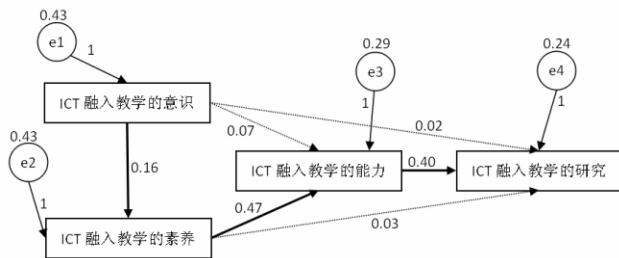 0.43
e1
1
ICT 融入教学的意识
0.29
e3
1
0.24
e4
1
0.07
0.02
0.43
e2
1
0.16
ICT 融入教学的能力
0.40
ICT 融入教学的研究
0.47
0.03
ICT 融入教学的素养